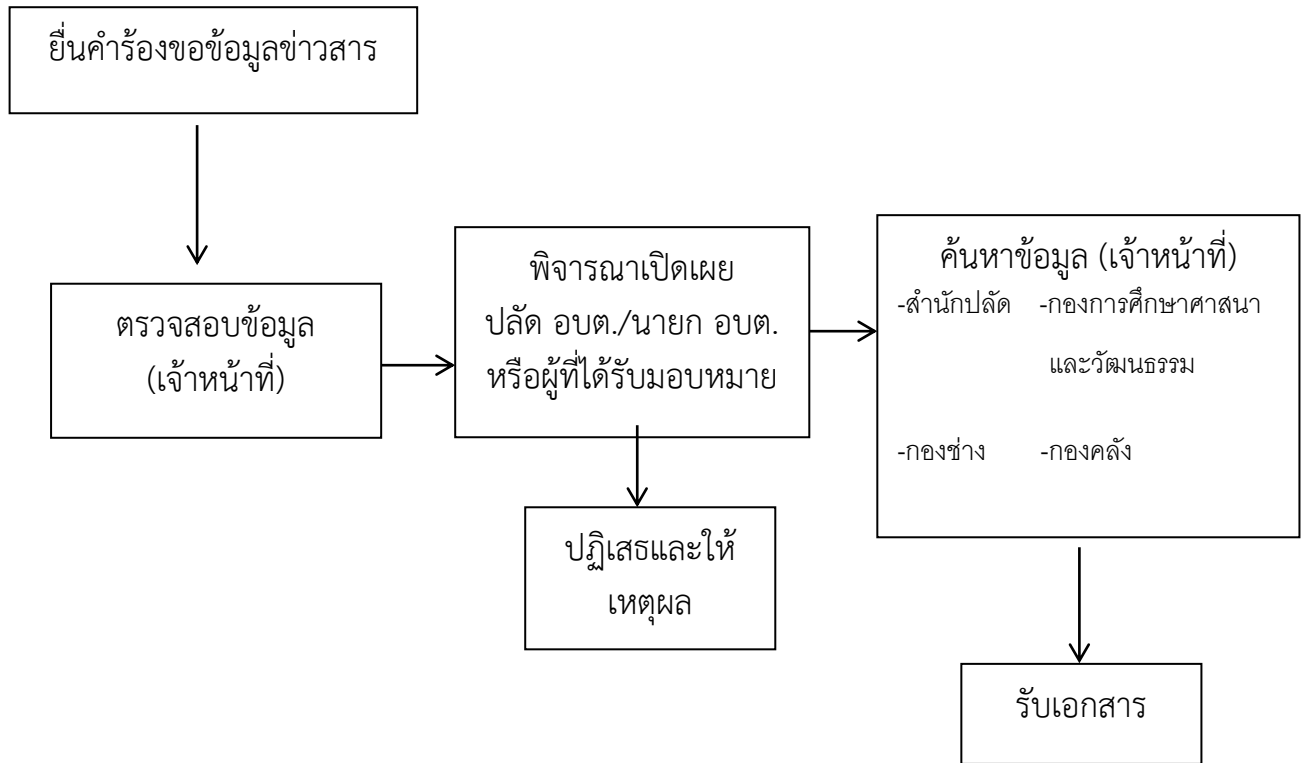 ยื่นคำร้องขอข้อมูลข่าวสาร
ตรวจสอบข้อมูล
(เจ้าหน้าที่)
พิจารณาเปิดเผย
ปลัด อบต./นายก อบต.
หรือผู้ที่ได้รับมอบหมาย
ปฏิเสธและให้
เหตุผล
ค้นหาข้อมูล (เจ้าหน้าที่)
-สำนักปลัด -กองการศึกษาศาสนา
และวัฒนธรรม
-กองช่าง -กองคลัง
รับเอกสาร